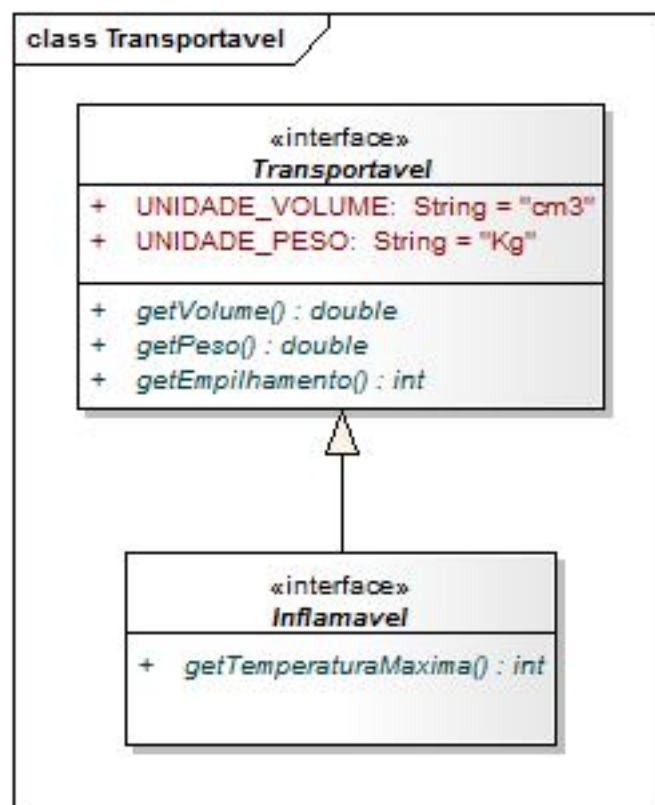 class Transportavel
«interface»
Transportavel
+ UNIDADE_VOLUME: String = "cm3"
+ UNIDADE_PESO: String = "Kg"
+ getVolume() : double
+ getPeso() : double
+ getEmpilhamento() : int
«interface»
Inflamavel
+ getTemperaturaMaxima() : int